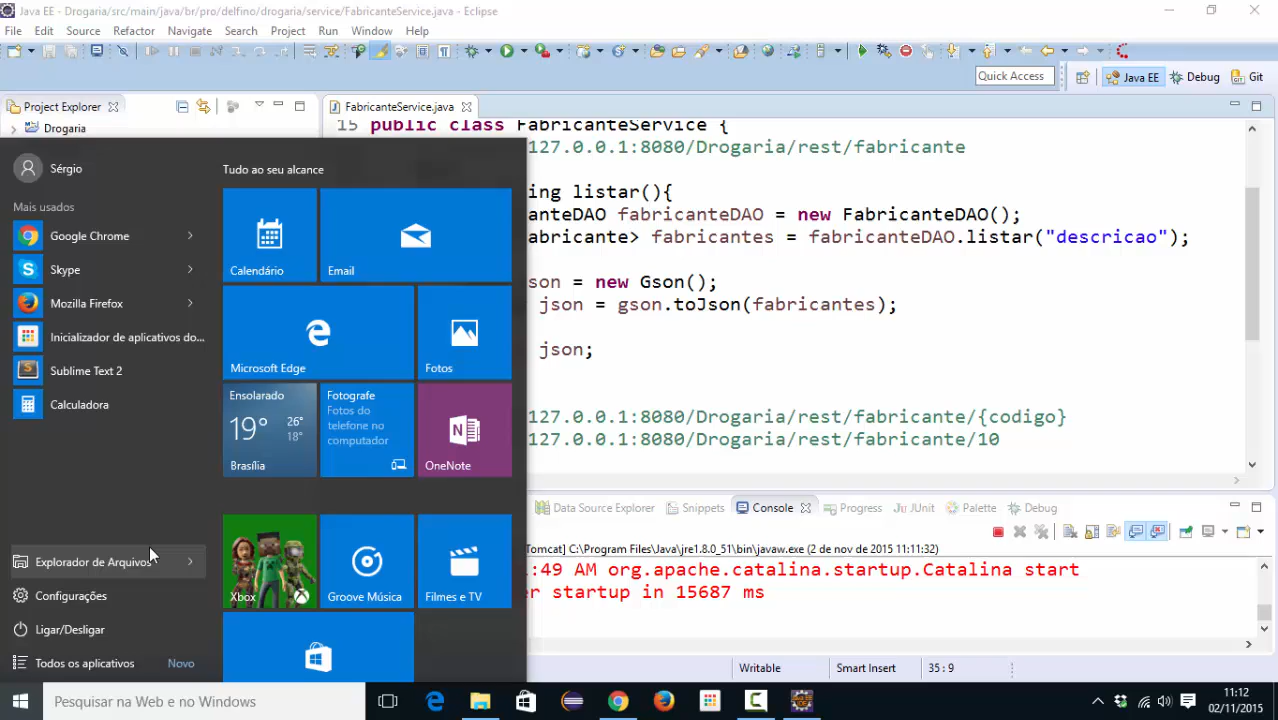 Java EE - Drogaria/src/main/java/br/pro/delfino/drogaria/service/FabricanteService.java - Eclipse
File Edit Source Refactor Navigate Search Project Run Window Help
Quick Access
Java EE
Debug
Git
Project Explorer
Drogaria
FabricanteService.java
15 public class FabricanteService {
127.0.0.1:8080/Drogaria/rest/fabricante
ing listar(){
anteDAO fabricanteDAO = new FabricanteDAO();
abricante> fabricantes = fabricanteDAO.listar("descricao");
son = new Gson();
json = gson.toJson(fabricantes);
json;
127.0.0.1:8080/Drogaria/rest/fabricante/{codigo}
127.0.0.1:8080/Drogaria/rest/fabricante/10
Data Source Explorer Snippets Console Progress JUnit Palette Debug
Tomcat] C:\Program Files\Java\jre1.8.0_51\bin\javaw.exe (2 de nov de 2015 11:11:32)
:49 AM org.apache.catalina.startup.Catalina start
er startup in 15687 ms
Writable
Smart Insert
35 : 9
Sérgio
Mais usados
Google Chrome
Skype
Mozilla Firefox
Inicializador de aplicativos do...
Sublime Text 2
Calculadora
Explorador de Arquivos
Configurações
Ligar/Desligar
Todos os aplicativos Novo
Tudo ao seu alcance
Calendário
Email
Microsoft Edge
Fotos
Ensolarado
19° 26°
18°
Brasília
Fotografe
Fotos do
telefone no
computador
OneNote
Xbox
Groove Música
Filmes e TV
Pesquisar na Web e no Windows
11:12
02/11/2015